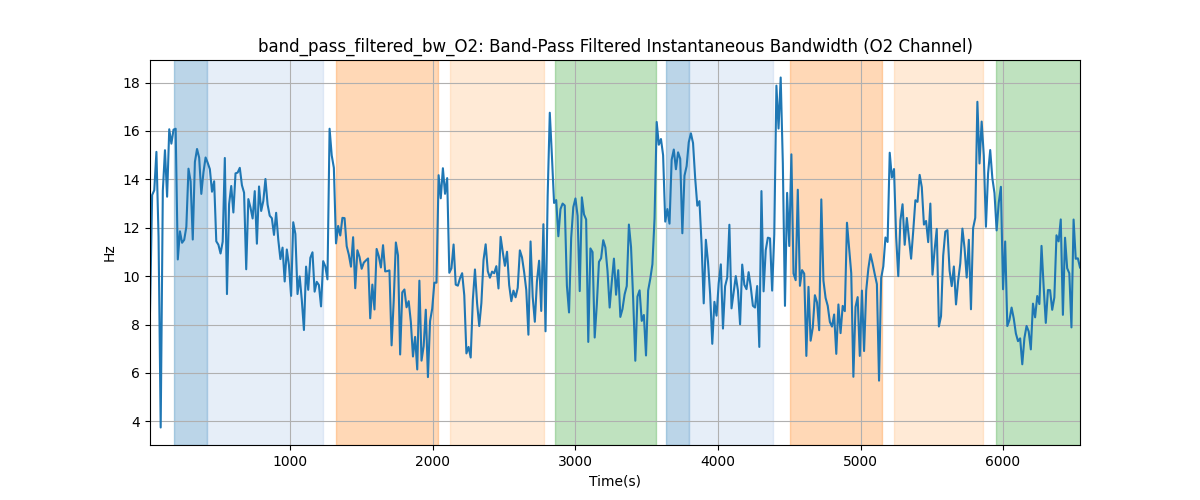 band_pass_filtered_bw_O2: Band-Pass Filtered Instantaneous Bandwidth (O2 Channel)
18
16
14
12
10
8
6
4
Hz
1000 2000 3000 4000 5000 6000
Time(s)